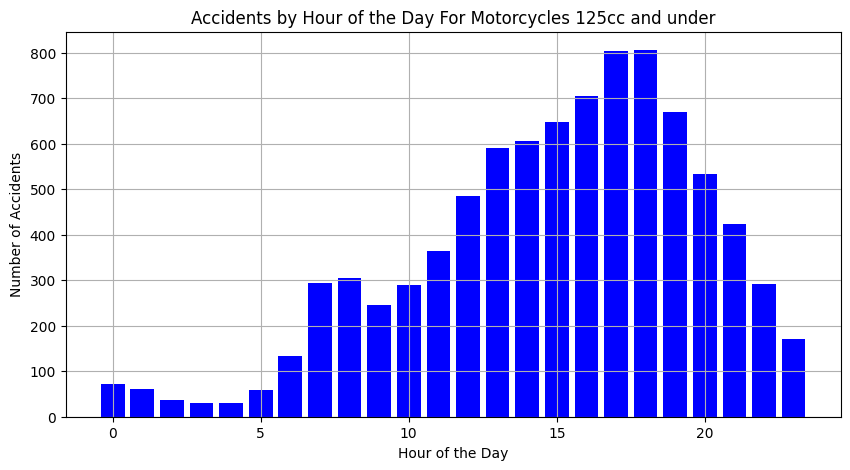 Accidents by Hour of the Day For Motorcycles 125cc and under
Number of Accidents
800
700
600
500
400
300
200
100
0
0 5 10 15 20
Hour of the Day